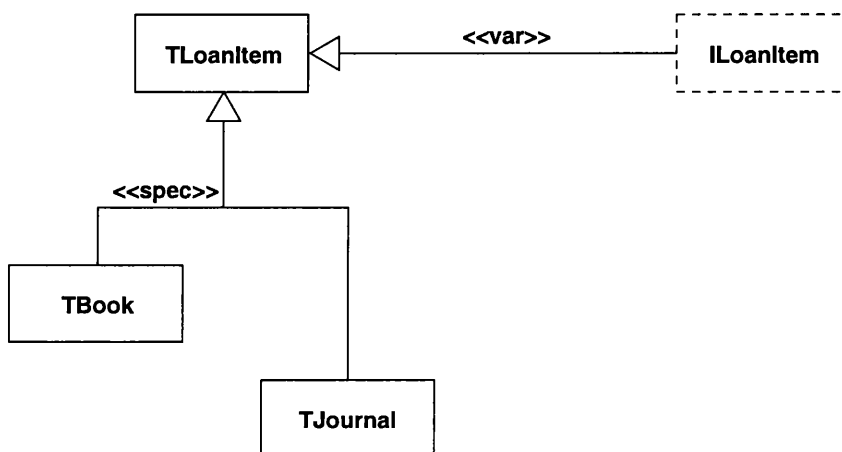 <<var>>
TLoanItem
ILoanItem
<<spec>>
TBook
TJournal